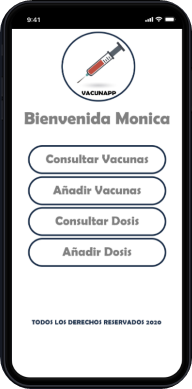 9:41
VACUNAPP
Bienvenida Monica
Consultar Vacunas
Añadir Vacunas
Consultar Dosis
Añadir Dosis
TODOS LOS DERECHOS RESERVADOS 2020